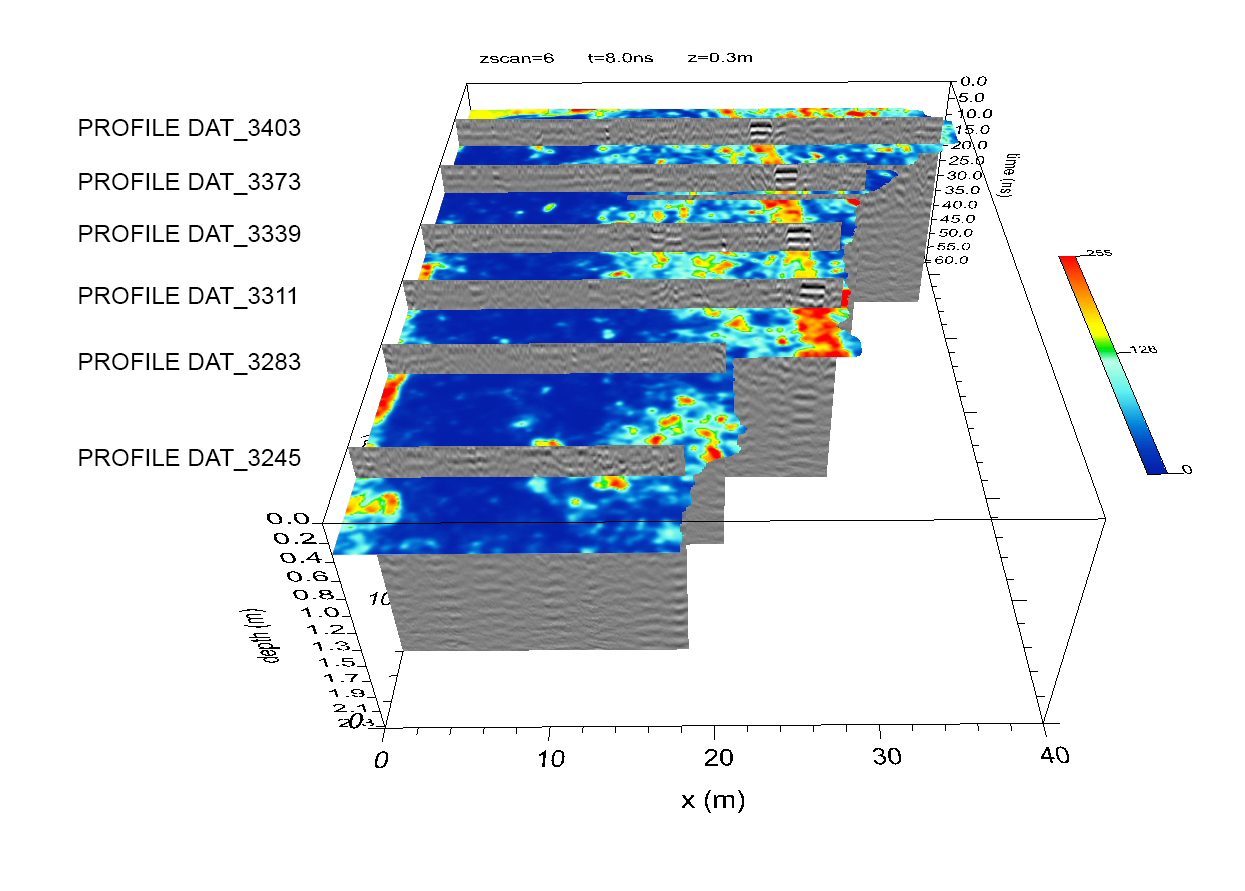 zscan=6 t=8.0ns z=0.3m
PROFILE DAT_3403
PROFILE DAT_3373
PROFILE DAT_3339
PROFILE DAT_3311
PROFILE DAT_3283
PROFILE DAT_3245
0.0
5.0
10.0
15.0
20.0
25.0
30.0
35.0
40.0
45.0
50.0
55.0
60.0
time (ns)
255
128
0
0.0
0.2
0.4
0.6
0.8
1.0
1.2
1.3
1.5
1.7
1.9
2.1
depth (m)
10
0
0 10 20 30 40
x (m)